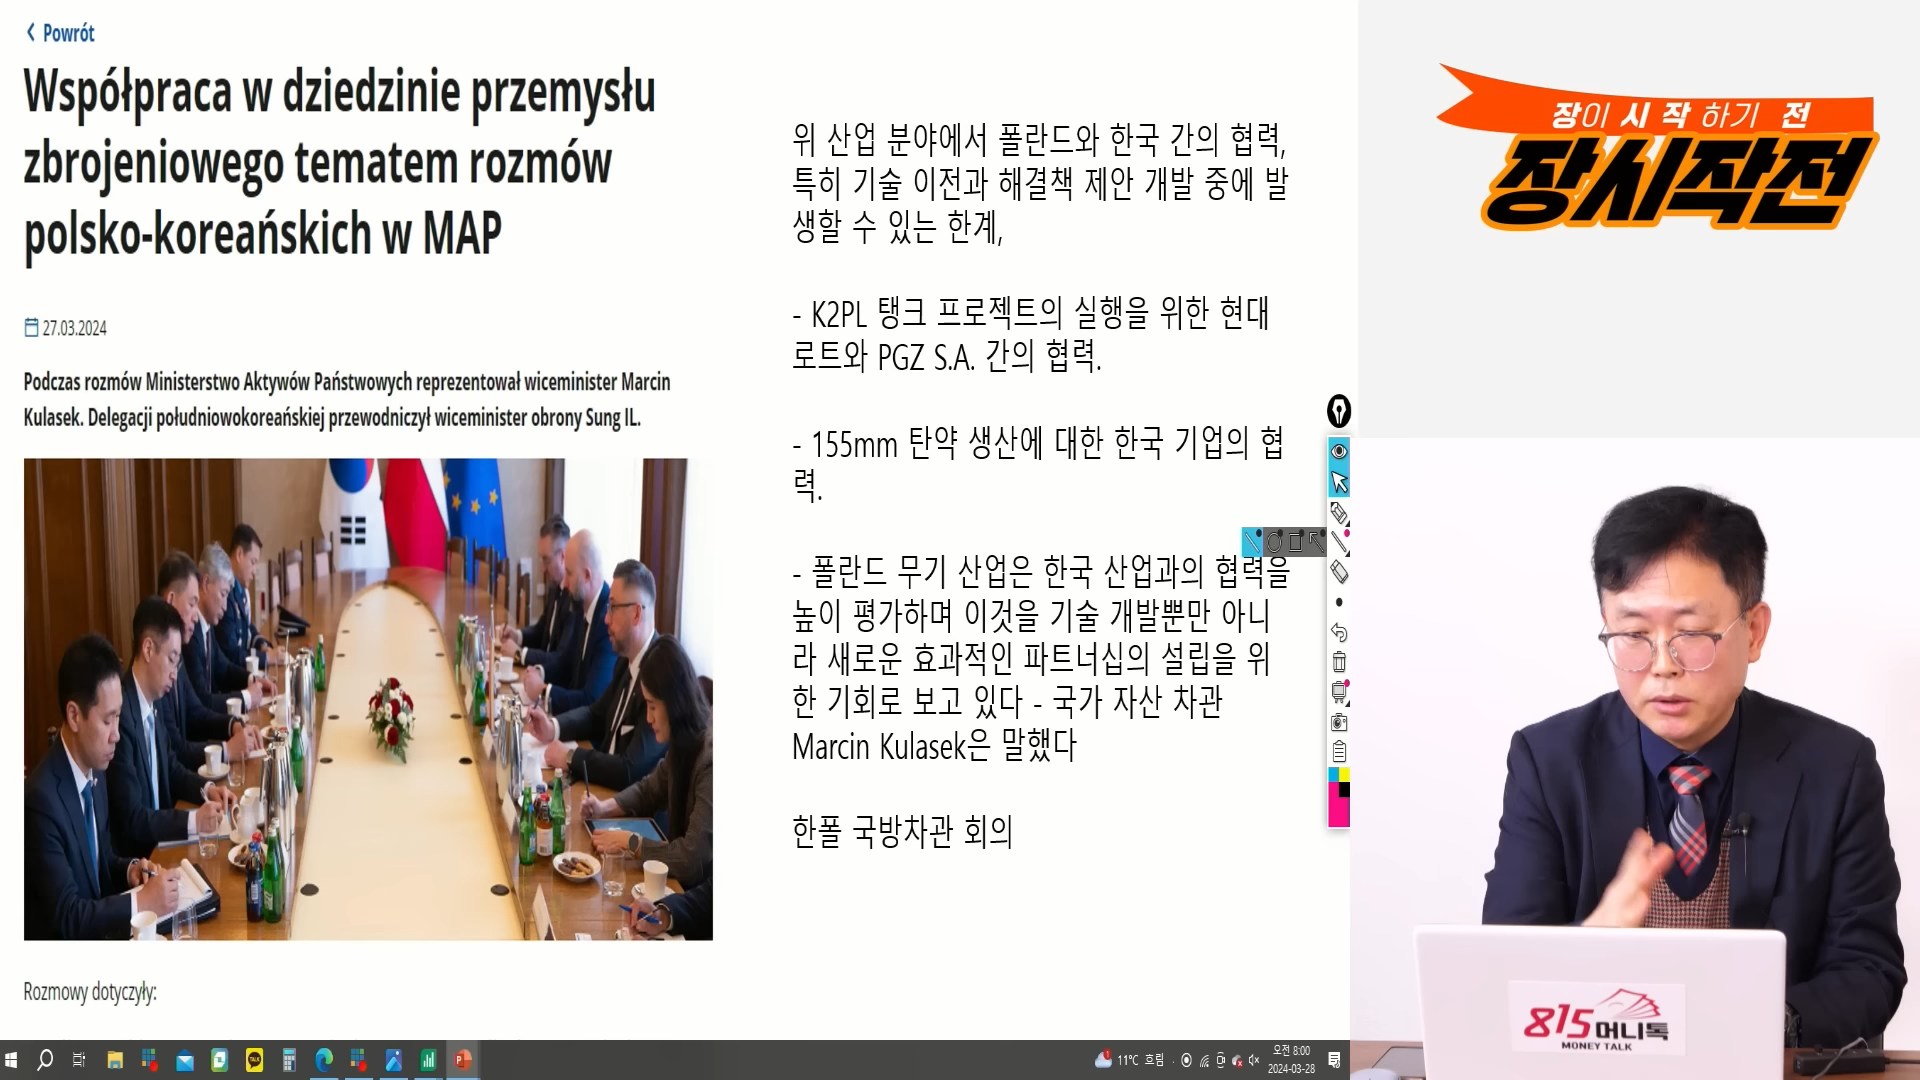 Powrót
Współpraca w dziedzinie przemysłu
zbrojeniowego tematem rozmów
polsko-koreańskich w MAP
27.03.2024
Podczas rozmów Ministerstwo Aktywów Państwowych reprezentował wiceminister Marcin
Kulasek. Delegacji południowokoreańskiej przewodniczył wiceminister obrony Sung IL.
Rozmowy dotyczyły:
위 산업 분야에서 폴란드와 한국 간의 협력,
특히 기술 이전과 해결책 제안 개발 중에 발
생할 수 있는 한계,
- K2PL 탱크 프로젝트의 실행을 위한 현대
로트와 PGZ S.A. 간의 협력.
- 155mm 탄약 생산에 대한 한국 기업의 협
력.
- 폴란드 무기 산업은 한국 산업과의 협력을
높이 평가하며 이것을 기술 개발뿐만 아니
라 새로운 효과적인 파트너십의 설립을 위
한 기회로 보고 있다 - 국가 자산 차관
Marcin Kulasek은 말했다
한폴 국방차관 회의
장이 시작하기 전
장시작전
815머니톡
MONEY TALK
11℃ 흐림
오전 8:00
2024-03-28